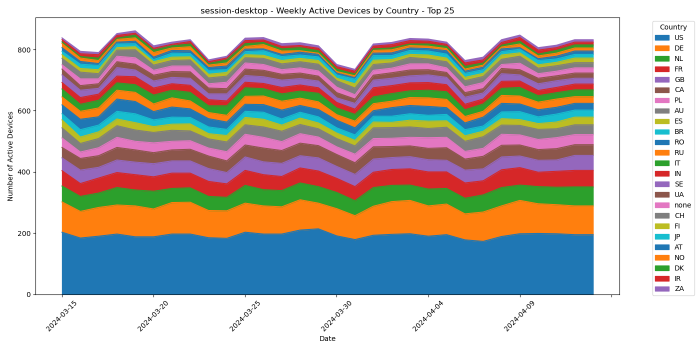 session-desktop - Weekly Active Devices by Country - Top 25
Number of Active Devices
800
600
400
200
0
2024-03-15
2024-03-20
2024-03-25
2024-03-30
2024-04-04
2024-04-09
Date
Country
US
DE
NL
FR
GB
CA
PL
AU
ES
BR
RO
RU
IT
IN
SE
UA
none
CH
FI
JP
AT
NO
DK
IR
ZA